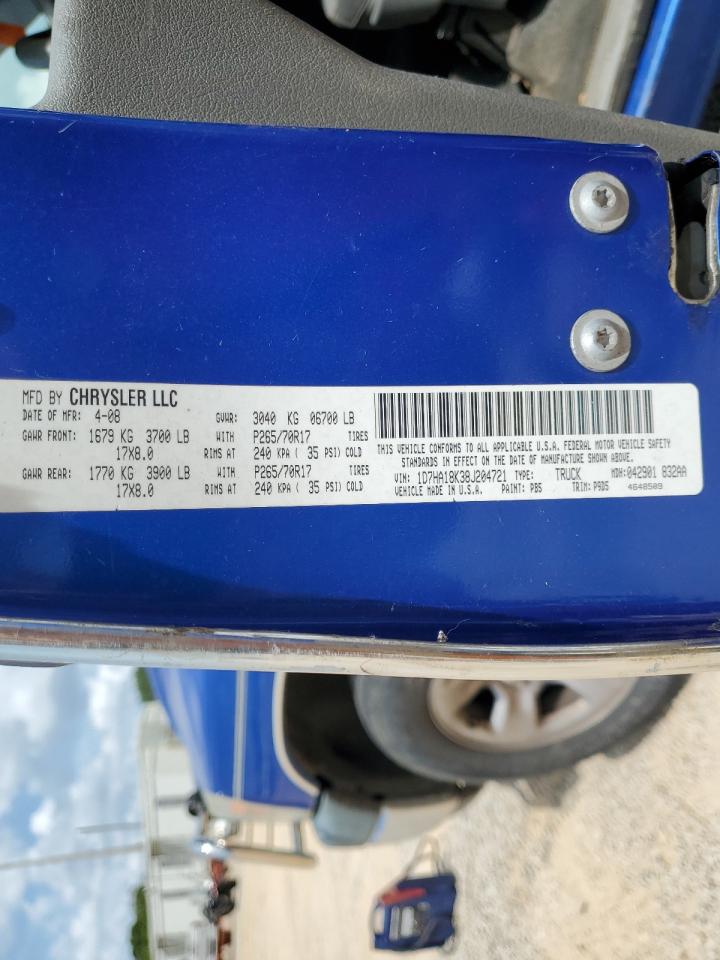 MFD BY CHRYSLER LLC
DATE OF MFR: 4-08 GVWR: 3040 KG 06700 LB
GAWR FRONT: 1679 KG 3700 LB WITH P265/70R17 TIRES
17X8.0 RIMS AT 240 KPA ( 35 PSI) COLD
GAWR REAR: 1770 KG 3900 LB WITH P265/70R17 TIRES
17X8.0 RIMS AT 240 KPA ( 35 PSI) COLD
THIS VEHICLE CONFORMS TO ALL APPLICABLE U.S.A. FEDERAL MOTOR VEHICLE SAFETY
STANDARDS IN EFFECT ON THE DATE OF MANUFACTURE SHOWN ABOVE.
VIN: 1D7HA18K38J204721 TYPE: TRUCK MDH:042901 832AA
VEHICLE MADE IN U.S.A. PAINT: PB5 TRIM: P9D5 4648509